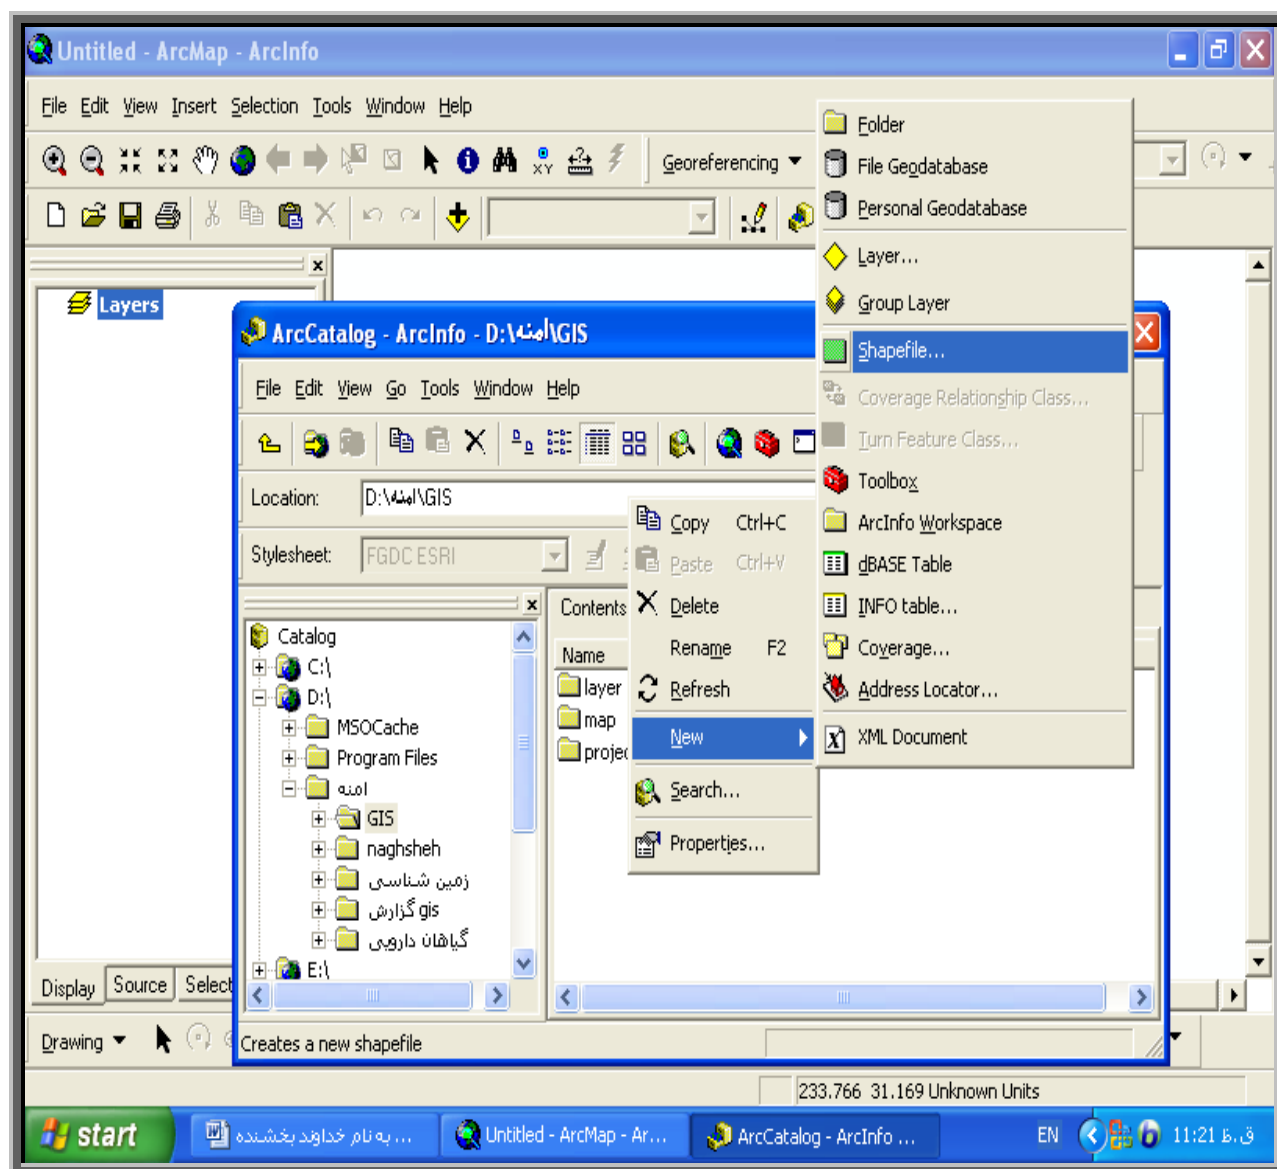 Untitled - ArcMap - ArcInfo
File Edit View Insert Selection Tools Window Help
Georeferencing
Layers
ArcCatalog - ArcInfo - D:\امنه\GIS
File Edit View Go Tools Window Help
Location: D:\امنه\GIS
Stylesheet: FGDC ESRI
Catalog
C:\
D:\
MSOCache
Program Files
امنه
GIS
naghsheh
زمین شناسی
گزارش gis
گیاهان دارویی
E:\
Contents
Name
layer
map
projec
Copy Ctrl+C
Paste Ctrl+V
Delete
Rename F2
Refresh
New
Search...
Properties...
Folder
File Geodatabase
Personal Geodatabase
Layer...
Group Layer
Shapefile...
Coverage Relationship Class...
Turn Feature Class...
Toolbox
ArcInfo Workspace
dBASE Table
INFO table...
Coverage...
Address Locator...
XML Document
Display Source Select
Drawing
Creates a new shapefile
233.766 31.169 Unknown Units
start
به نام خداوند بخشنده ...
Untitled - ArcMap - Ar...
ArcCatalog - ArcInfo ...
EN
11:21 ق.ظ